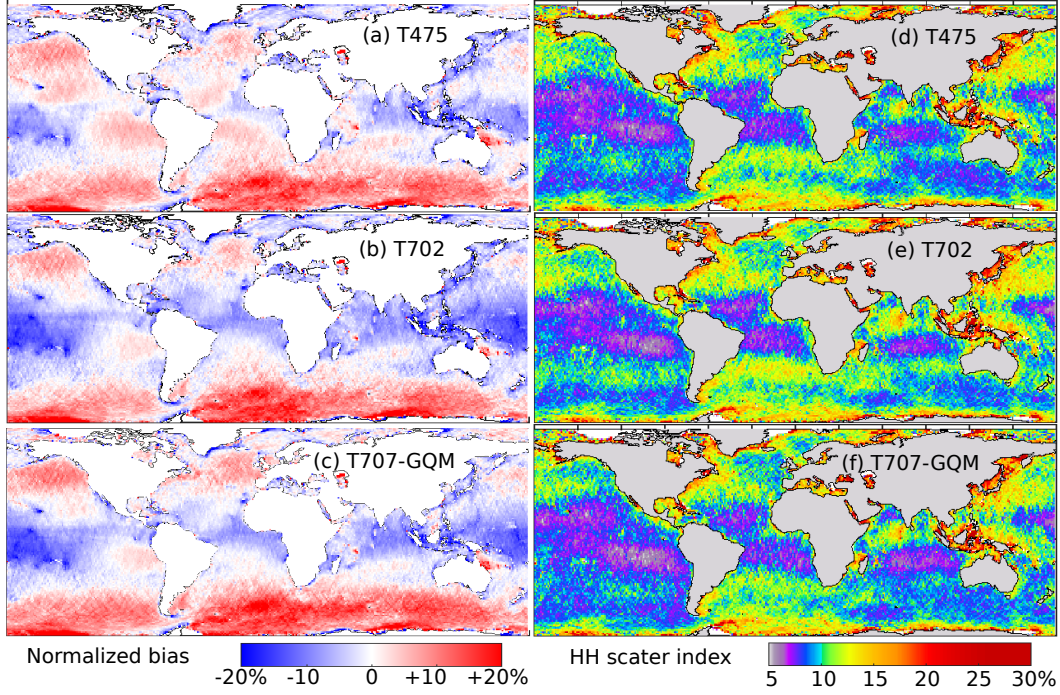 (a) T475
(d) T475
(b) T702
(e) T702
(c) T707-GQM
(f) T707-GQM
Normalized bias
-20% -10 0 +10 +20%
HH scater index
5 10 15 20 25 30%